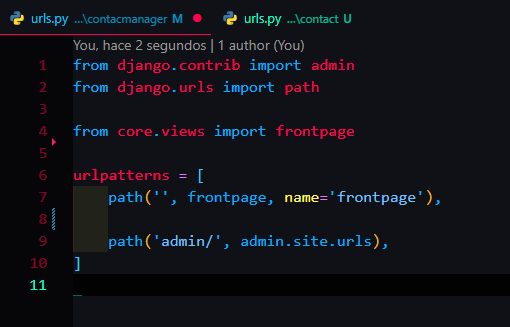 urls.py ...\contacmanager M urls.py ...\contact U
You, hace 2 segundos | 1 author (You)
1 from django.contrib import admin
2 from django.urls import path
3
4 from core.views import frontpage
5
6 urlpatterns = [
7 path('', frontpage, name='frontpage'),
8
9 path('admin/', admin.site.urls),
10 ]
11